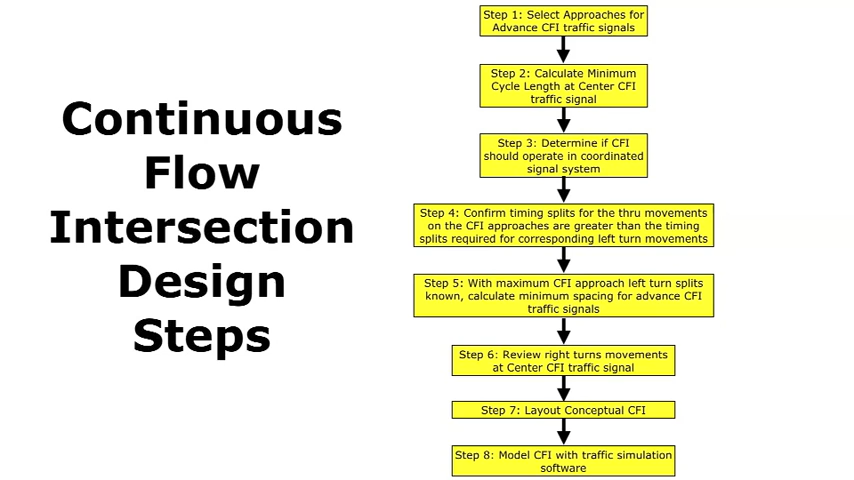 Continuous
Flow
Intersection
Design
Steps
Step 1: Select Approaches for
Advance CFI traffic signals
Step 2: Calculate Minimum
Cycle Length at Center CFI
traffic signal
Step 3: Determine if CFI
should operate in coordinated
signal system
Step 4: Confirm timing splits for the thru movements
on the CFI approaches are greater than the timing
splits required for corresponding left turn movements
Step 5: With maximum CFI approach left turn splits
known, calculate minimum spacing for advance CFI
traffic signals
Step 6: Review right turns movements
at Center CFI traffic signal
Step 7: Layout Conceptual CFI
Step 8: Model CFI with traffic simulation
software